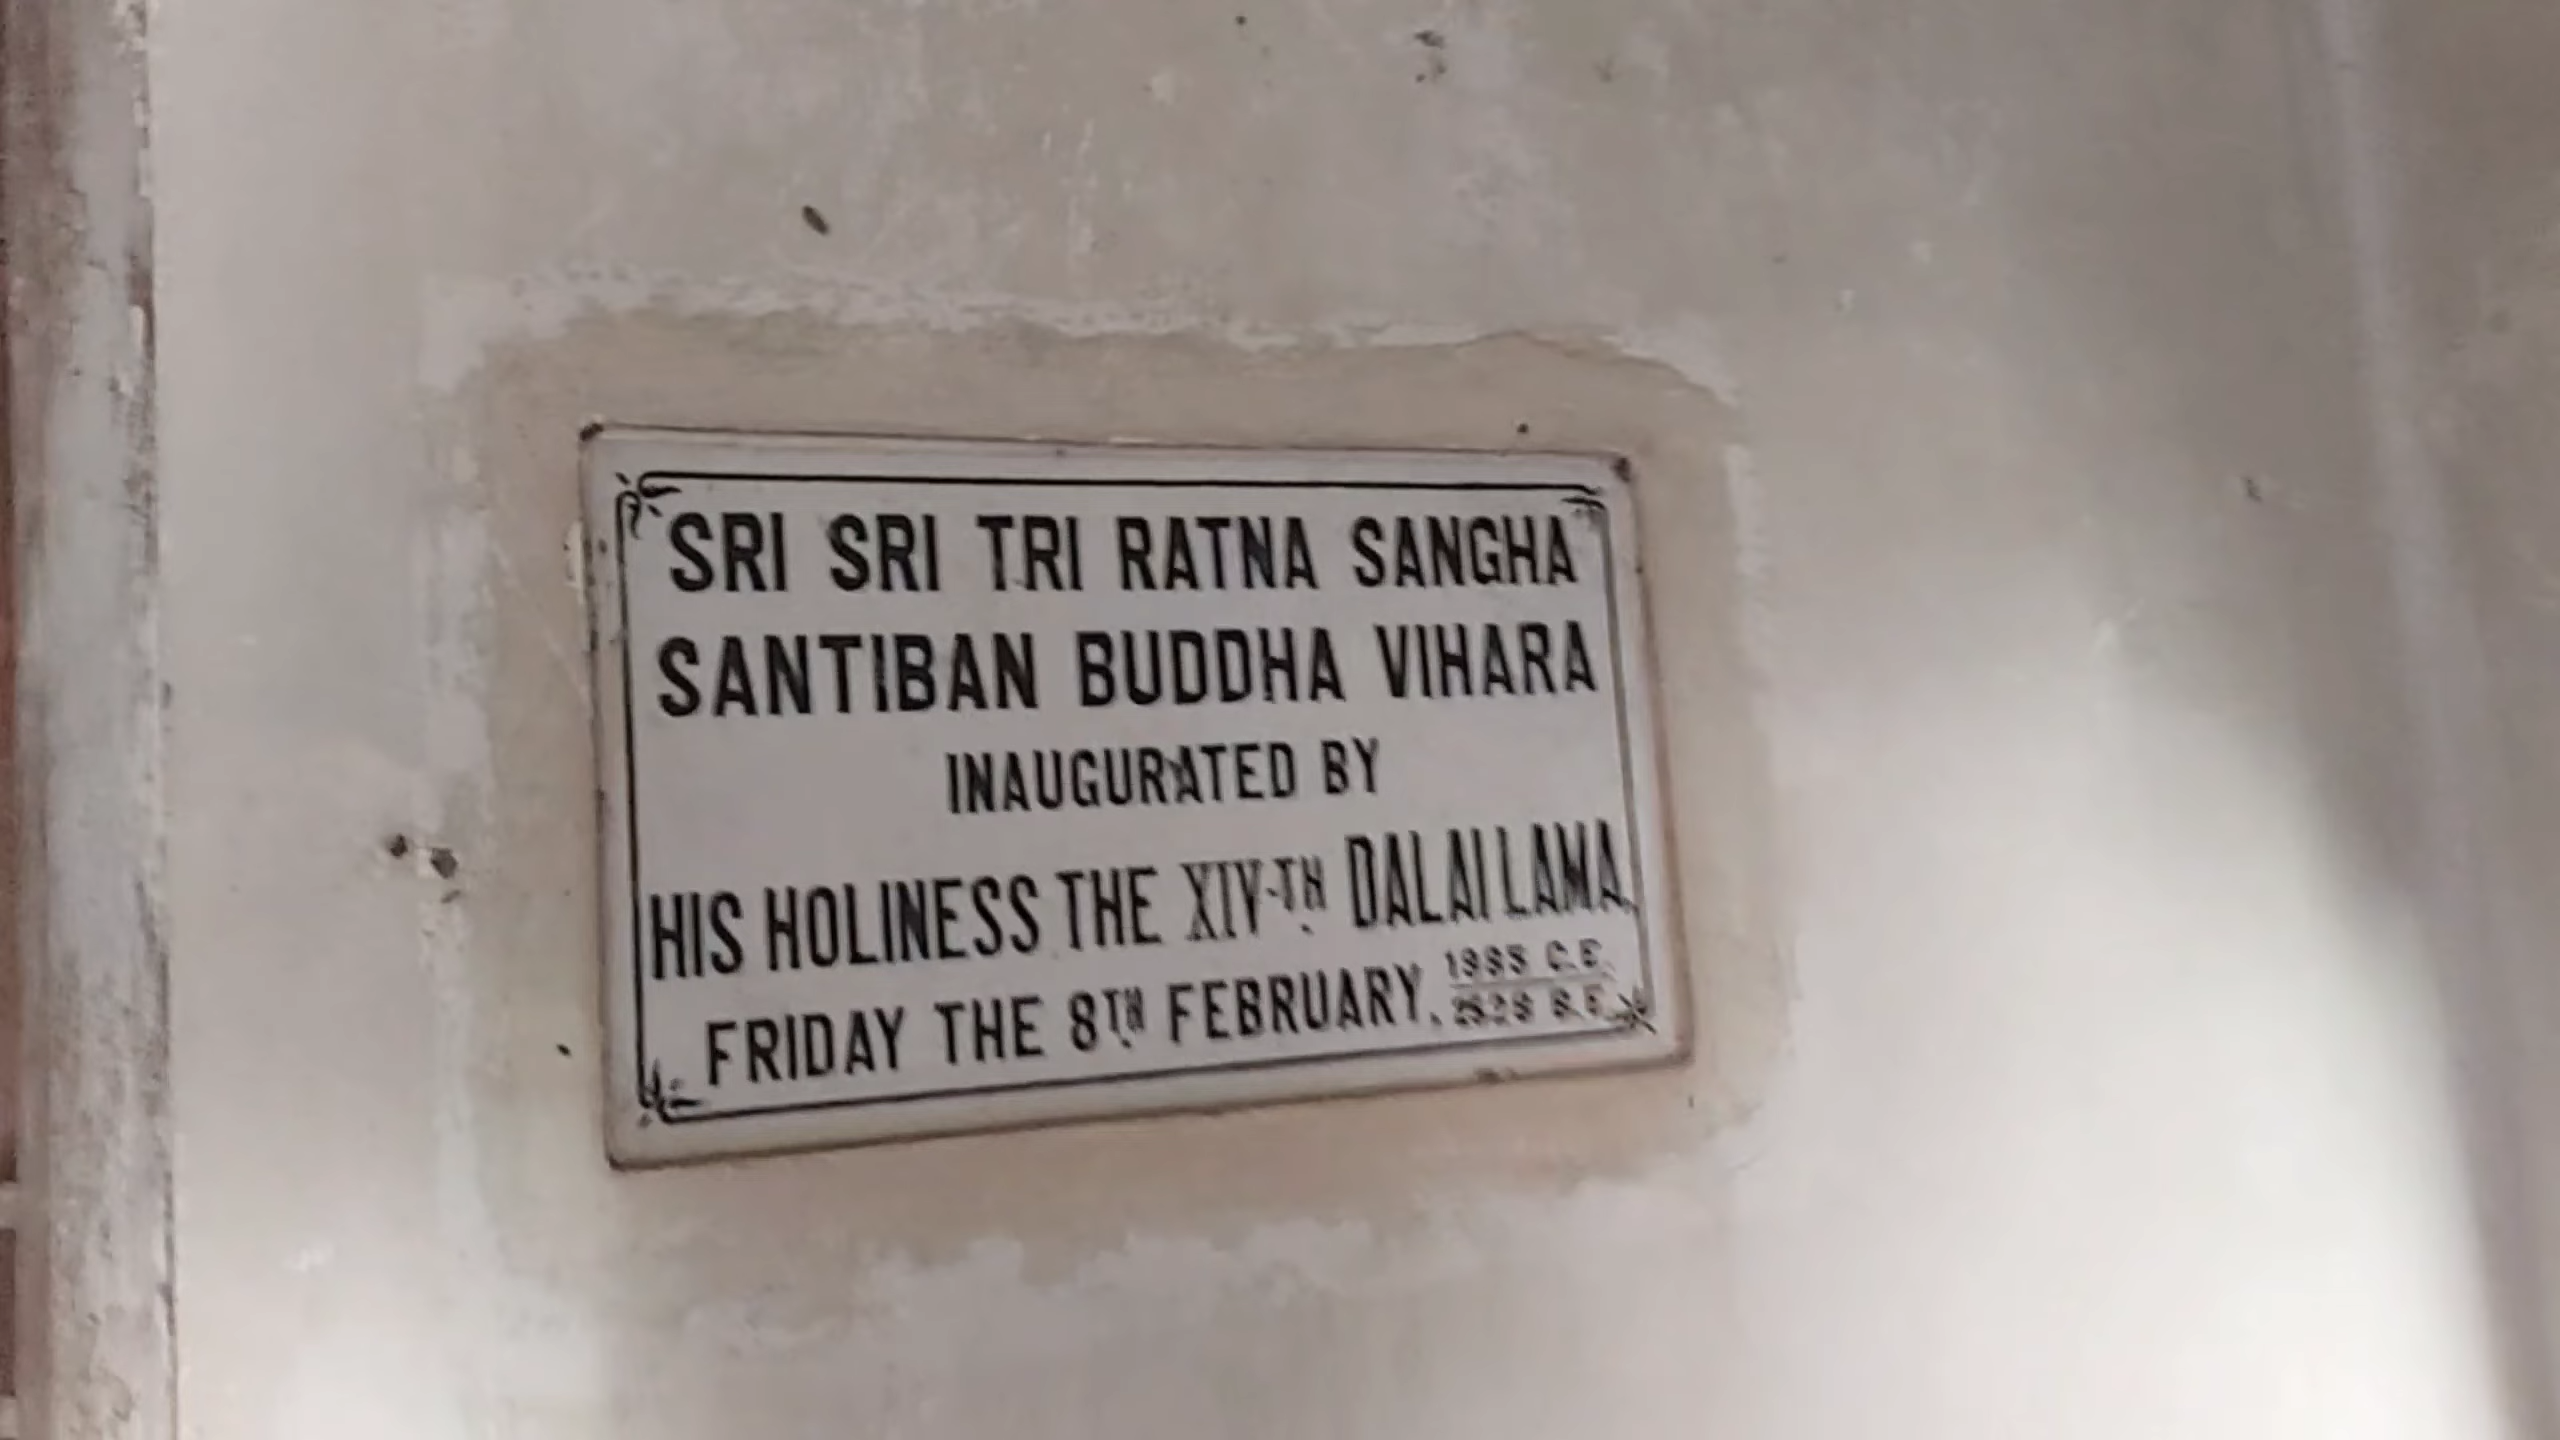 SRI SRI TRI RATNA SANGHA
SANTIBAN BUDDHA VIHARA
INAUGURATED BY
HIS HOLINESS THE XIV-TH DALAI LAMA.
FRIDAY THE 8TH FEBRUARY. 1985 C.E.
2528 B.E.